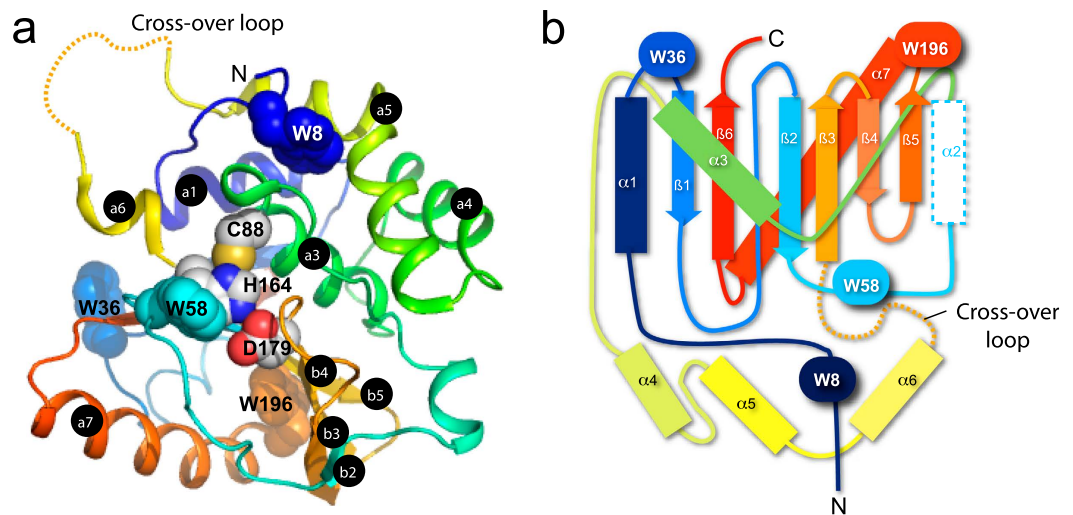 a
Cross-over loop
N
W8
a5
a1
a6
a4
C88
a3
H164
W36
W58
D179
b4
b5
W196
a7
b3
b2
b
W36
C
W196
α7
ß6
ß2
ß3
ß4
ß5
α3
α2
α1
ß1
W58
Cross-over
loop
α4
α5
W8
α6
N